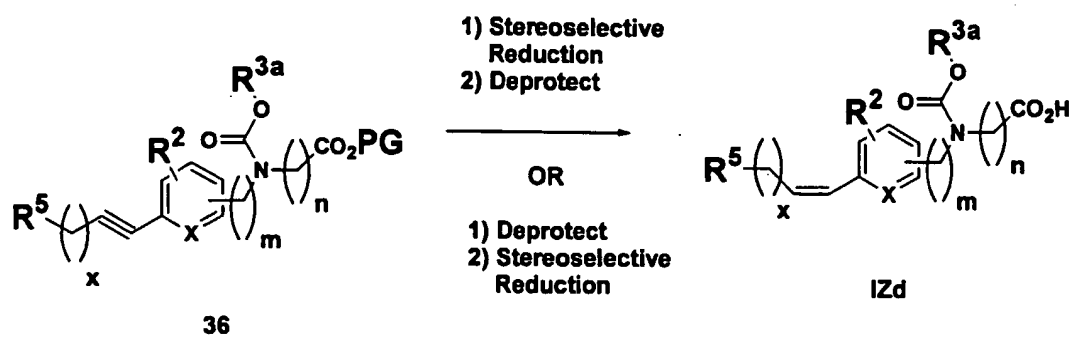 1) Stereoselective
Reduction
2) Deprotect
OR
1) Deprotect
2) Stereoselective
Reduction
R3a
O
O
N
R2
CO2PG
n
m
X
R5
x
36
R3a
O
O
N
R2
CO2H
n
m
X
R5
x
IZd